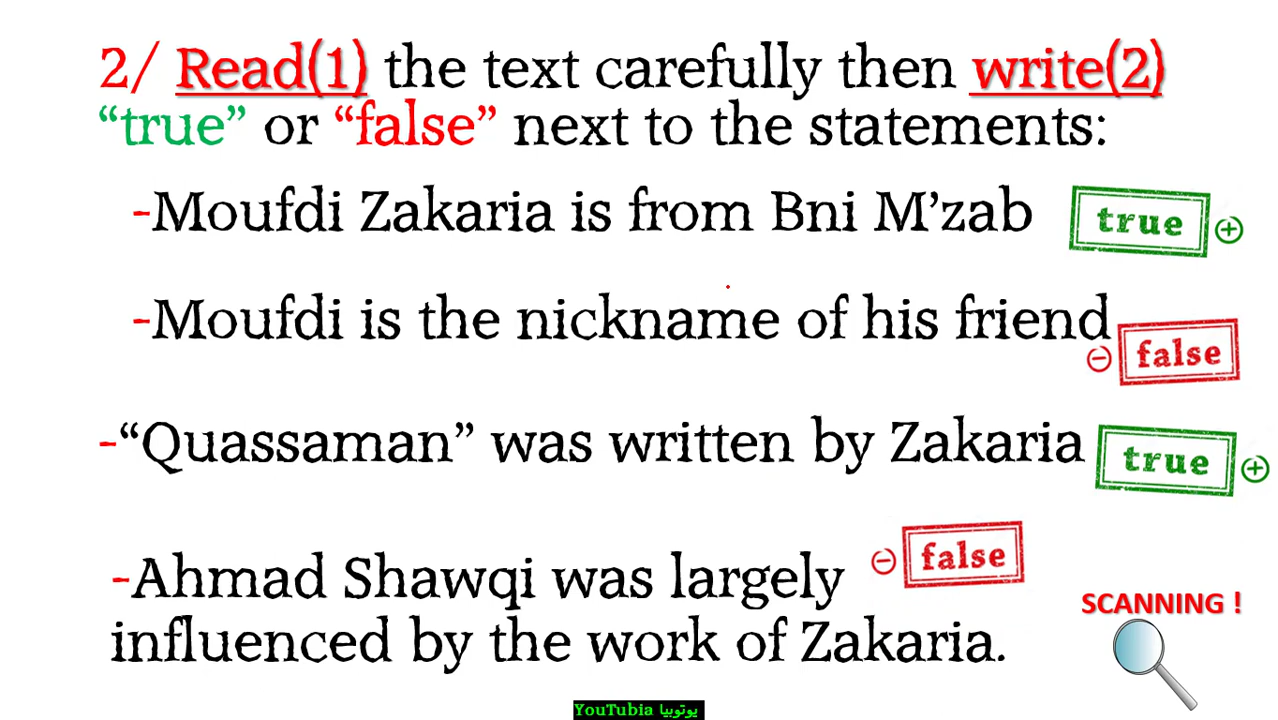 2/ Read(1) the text carefully then write(2)
“true” or “false” next to the statements:
-Moufdi Zakaria is from Bni M’zab
true
-Moufdi is the nickname of his friend
false
-“Quassaman” was written by Zakaria
true
-Ahmad Shawqi was largely
false
influenced by the work of Zakaria.
SCANNING !
YouTubia يوتوبيا